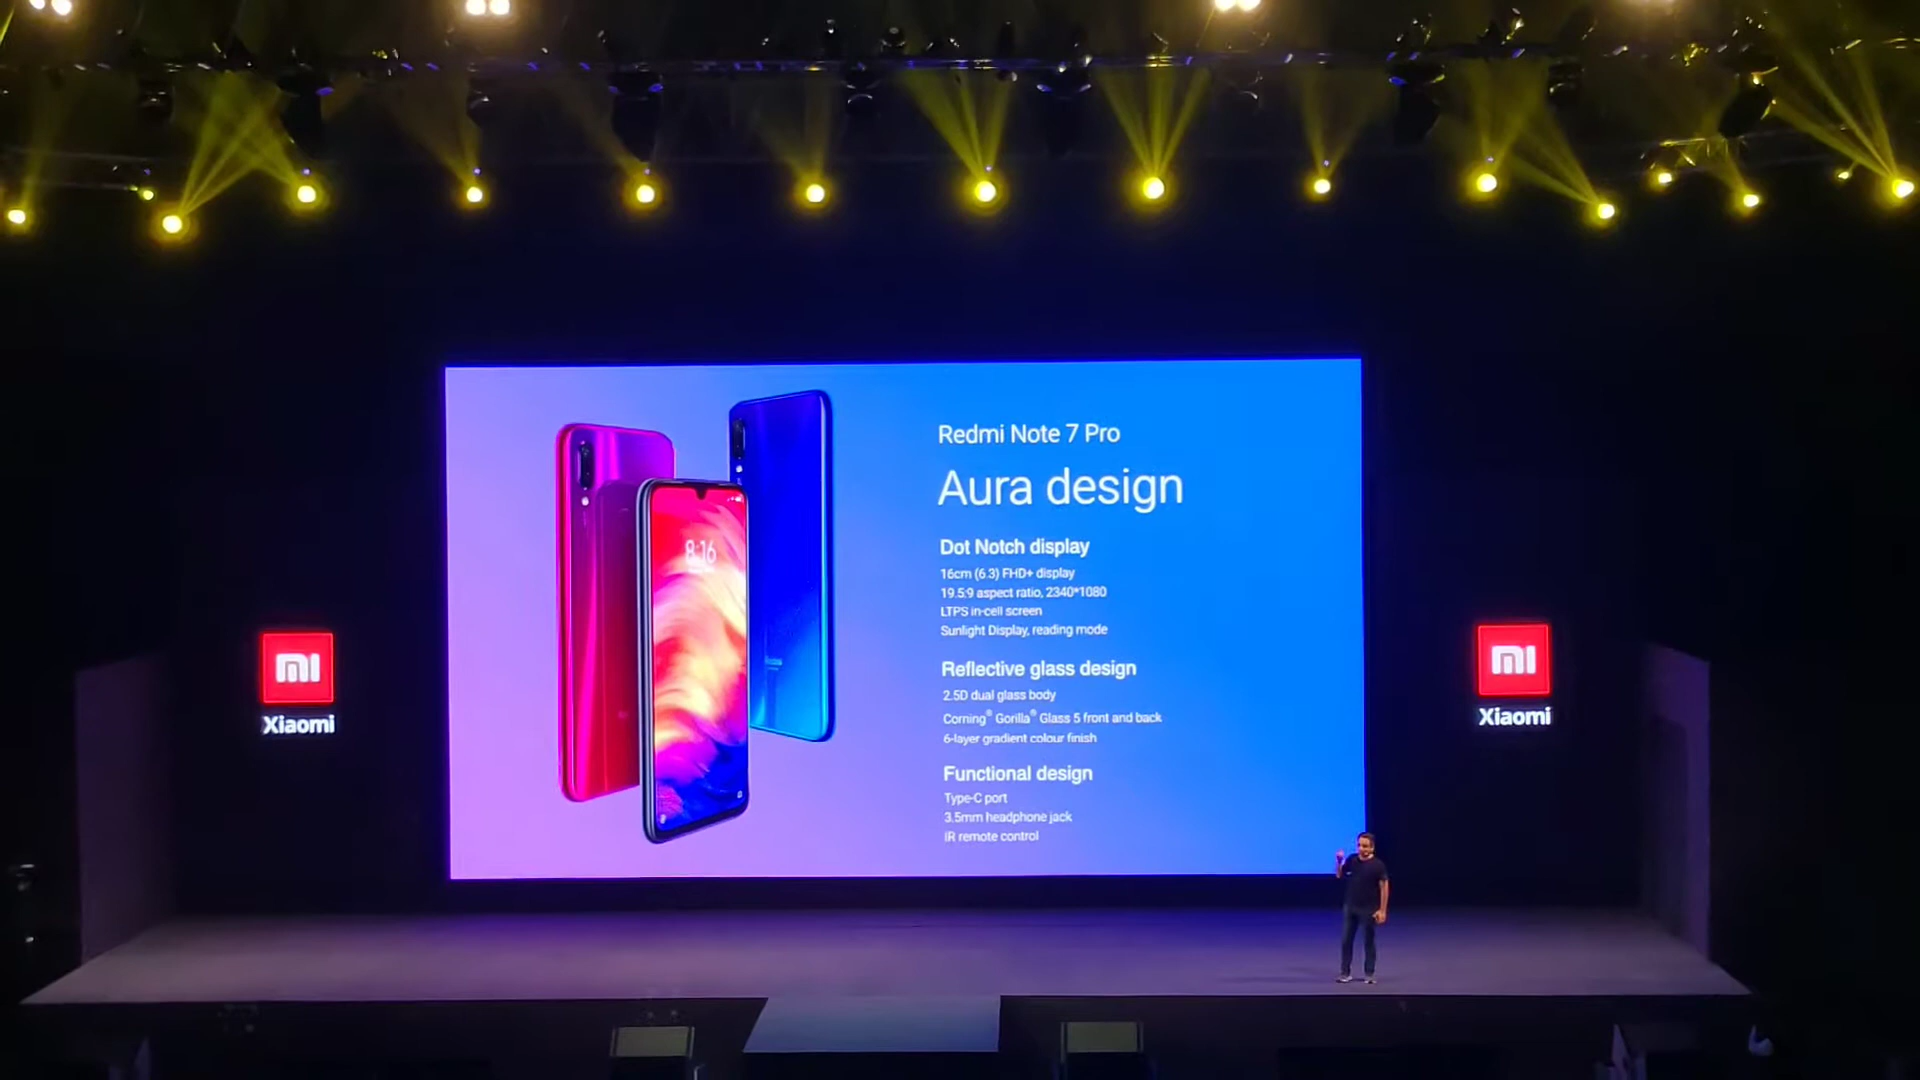 Redmi Note 7 Pro
Aura design
Dot Notch display
16cm (6.3) FHD+ display
19.5:9 aspect ratio, 2340*1080
LTPS in-cell screen
Sunlight Display, reading mode
Reflective glass design
2.5D dual glass body
Corning® Gorilla® Glass 5 front and back
6-layer gradient colour finish
Functional design
Type-C port
3.5mm headphone jack
IR remote control
8:16
mi
Xiaomi
mi
Xiaomi